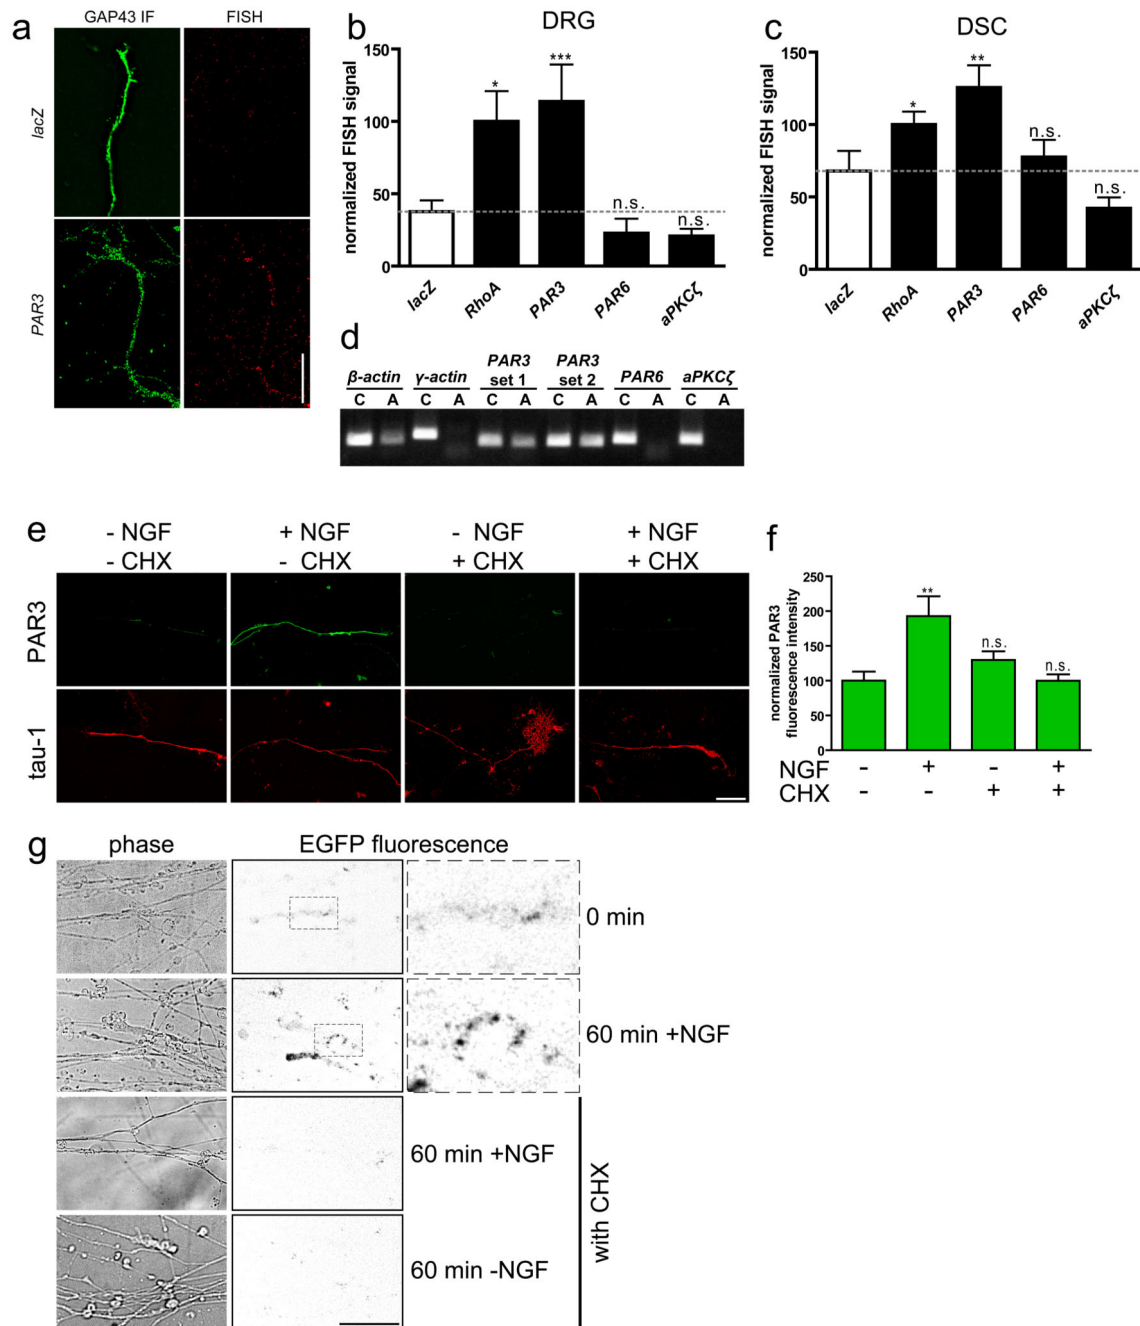 a
GAP43 IF
FISH
lacZ
PAR3
b
DRG
normalized FISH signal
150
100
50
0
*
***
n.s.
n.s.
lacZ
RhoA
PAR3
PAR6
aPKCζ
c
DSC
normalized FISH signal
150
100
50
0
*
**
n.s.
n.s.
lacZ
RhoA
PAR3
PAR6
aPKCζ
d
β-actin
γ-actin
PAR3
set 1
PAR3
set 2
PAR6
aPKCζ
C A C A C A C A C A C A
e
- NGF
- CHX
+ NGF
- CHX
- NGF
+ CHX
+ NGF
+ CHX
PAR3
tau-1
f
normalized PAR3
fluorescence intensity
250
200
150
100
50
0
**
n.s.
n.s.
NGF - + - +
CHX - - + +
g
phase
EGFP fluorescence
0 min
60 min +NGF
60 min +NGF
60 min -NGF
with CHX